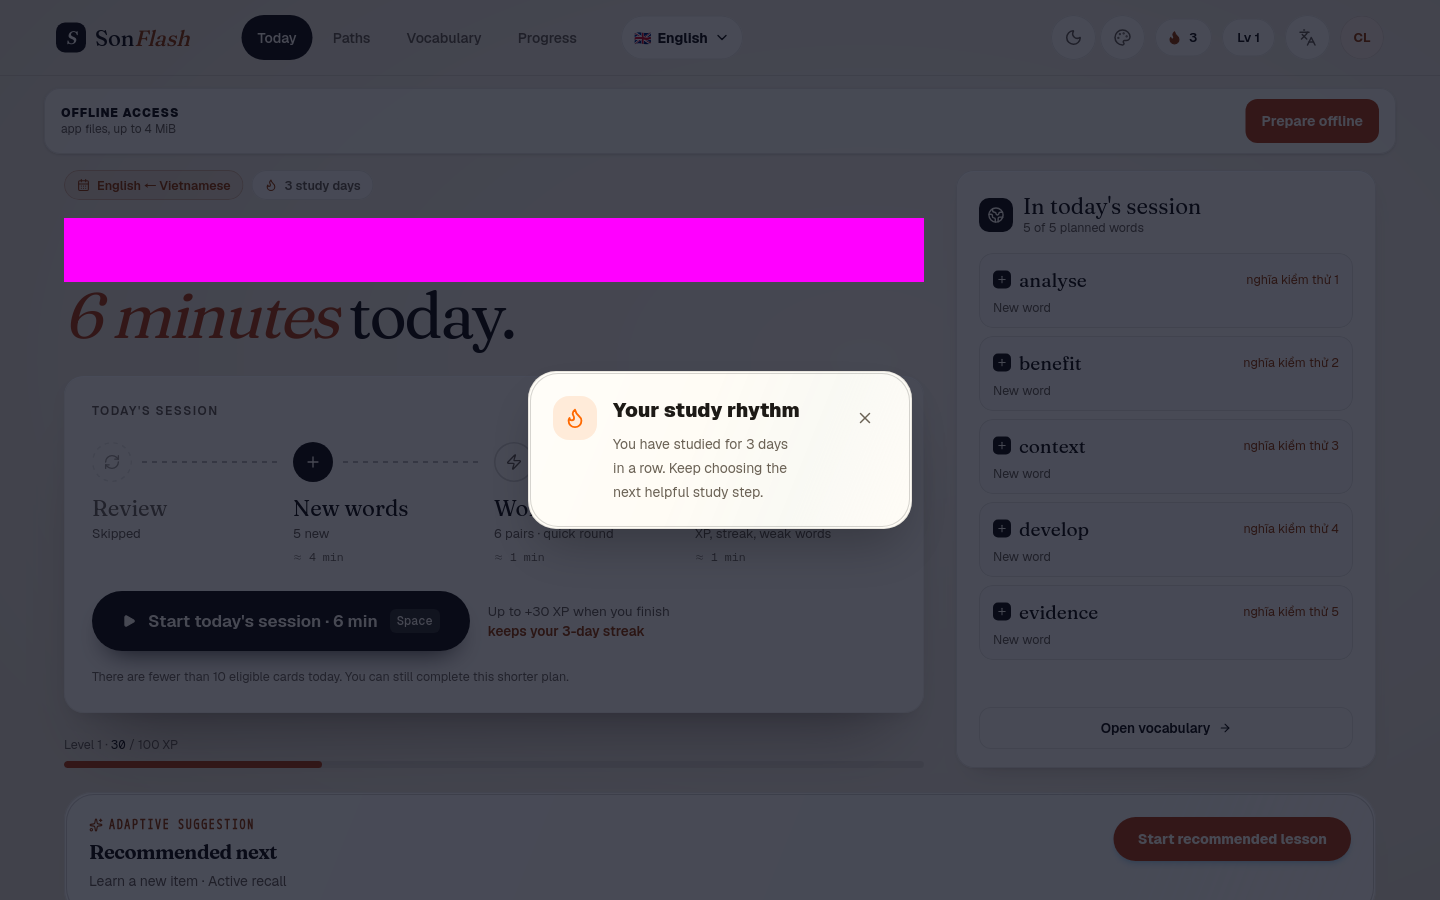 S SonFlash Today Paths Vocabulary Progress English 3 Lv 1 CL
OFFLINE ACCESS
app files, up to 4 MiB
Prepare offline
English ← Vietnamese 3 study days
6 minutes today.
TODAY'S SESSION
Review
Skipped
New words
5 new
≈ 4 min
Wo
6 pairs · quick round
≈ 1 min
XP, streak, weak words
≈ 1 min
Your study rhythm
You have studied for 3 days
in a row. Keep choosing the
next helpful study step.
Start today's session · 6 min Space
Up to +30 XP when you finish
keeps your 3-day streak
There are fewer than 10 eligible cards today. You can still complete this shorter plan.
Level 1 · 30 / 100 XP
In today's session
5 of 5 planned words
analyse nghĩa kiểm thử 1
New word
benefit nghĩa kiểm thử 2
New word
context nghĩa kiểm thử 3
New word
develop nghĩa kiểm thử 4
New word
evidence nghĩa kiểm thử 5
New word
Open vocabulary →
ADAPTIVE SUGGESTION
Recommended next
Learn a new item · Active recall
Start recommended lesson